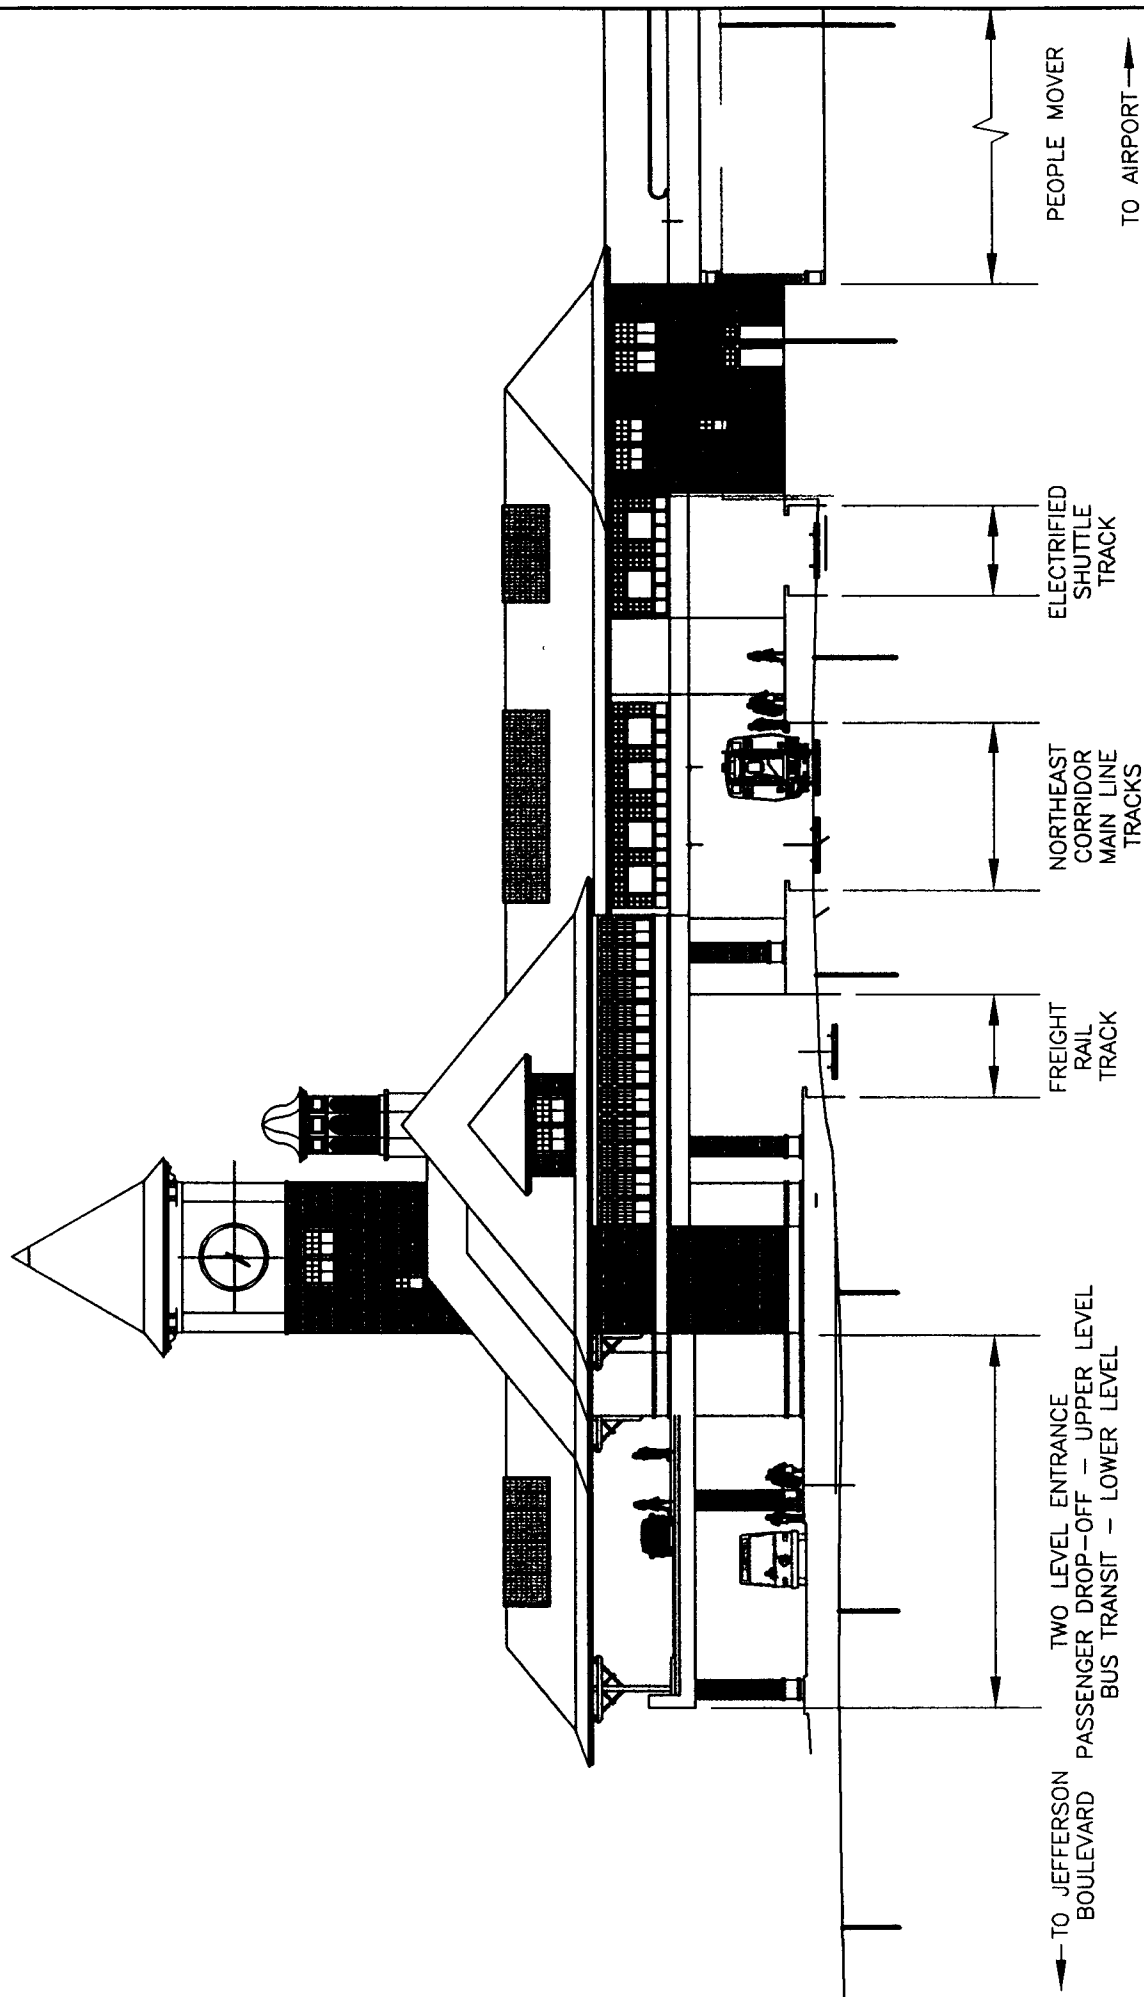 TO JEFFERSON
BOULEVARD
TWO LEVEL ENTRANCE
PASSENGER DROP-OFF - UPPER LEVEL
BUS TRANSIT - LOWER LEVEL
FREIGHT
RAIL
TRACK
NORTHEAST
CORRIDOR
MAIN LINE
TRACKS
ELECTRIFIED
SHUTTLE
TRACK
PEOPLE MOVER
TO AIRPORT